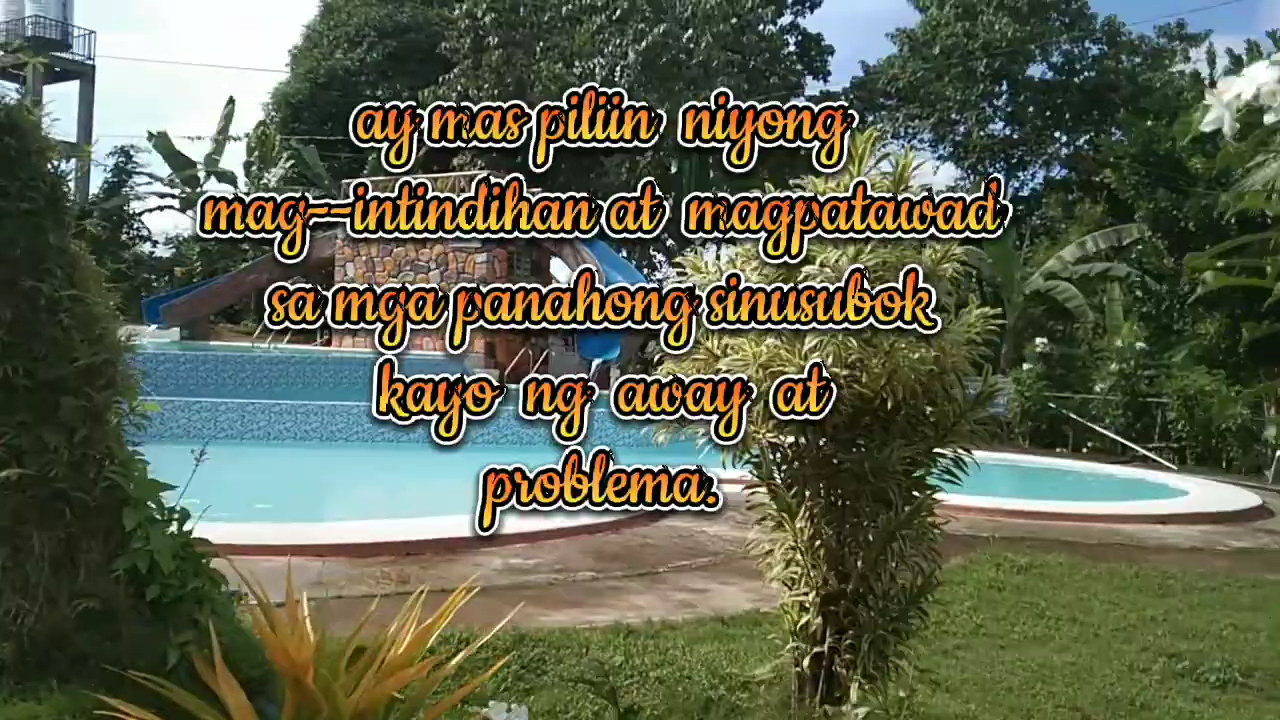 ay mas piliin niyong
mag--intindihan at magpatawad
sa mga panahong sinusubok
kayo ng away at
problema.